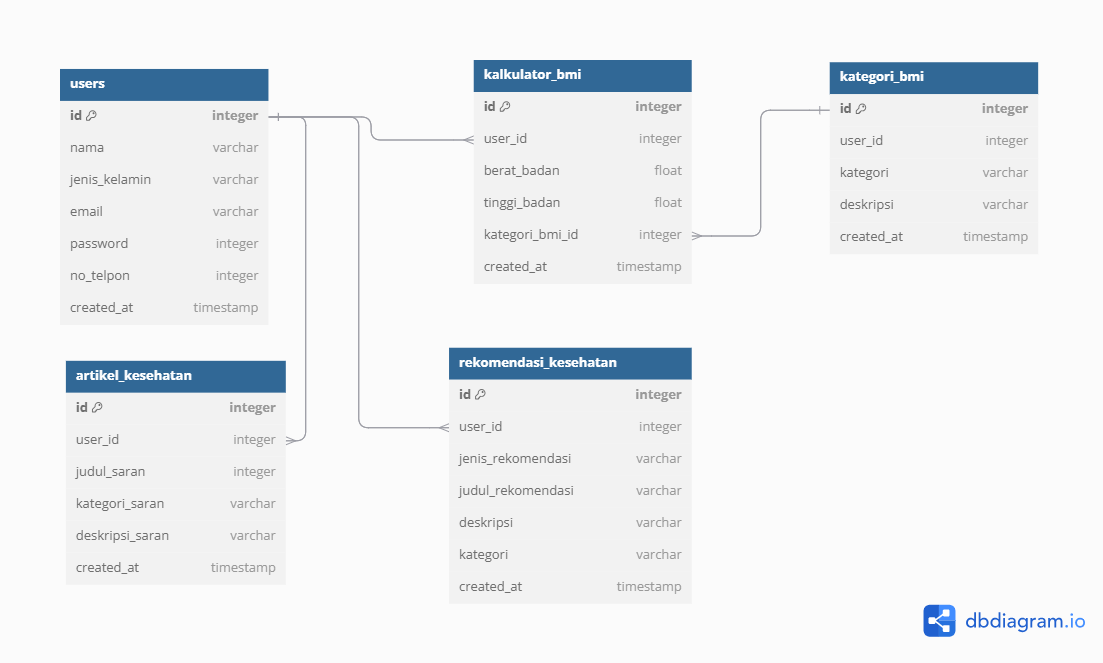 users
id integer
nama varchar
jenis_kelamin varchar
email varchar
password integer
no_telpon integer
created_at timestamp
kalkulator_bmi
id integer
user_id integer
berat_badan float
tinggi_badan float
kategori_bmi_id integer
created_at timestamp
kategori_bmi
id integer
user_id integer
kategori varchar
deskripsi varchar
created_at timestamp
artikel_kesehatan
id integer
user_id integer
judul_saran integer
kategori_saran varchar
deskripsi_saran varchar
created_at timestamp
rekomendasi_kesehatan
id integer
user_id integer
jenis_rekomendasi varchar
judul_rekomendasi varchar
deskripsi varchar
kategori varchar
created_at timestamp
dbdiagram.io